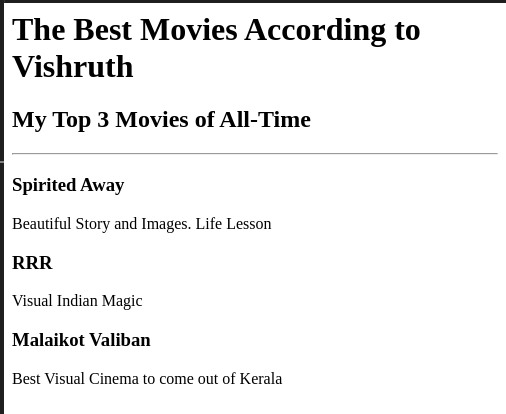 The Best Movies According to
Vishruth
My Top 3 Movies of All-Time
Spirited Away
Beautiful Story and Images. Life Lesson
RRR
Visual Indian Magic
Malaikot Valiban
Best Visual Cinema to come out of Kerala